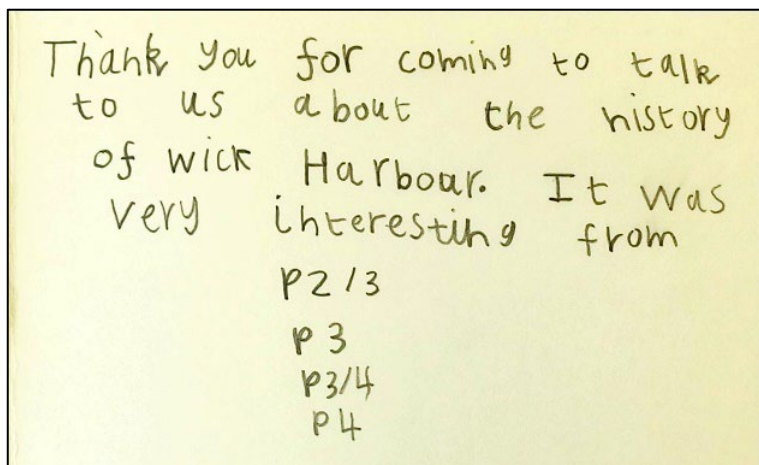 Thank you for coming to talk
to us about the history
of wick Harbour. It was
very interesting from
P2/3
P3
P3/4
P4